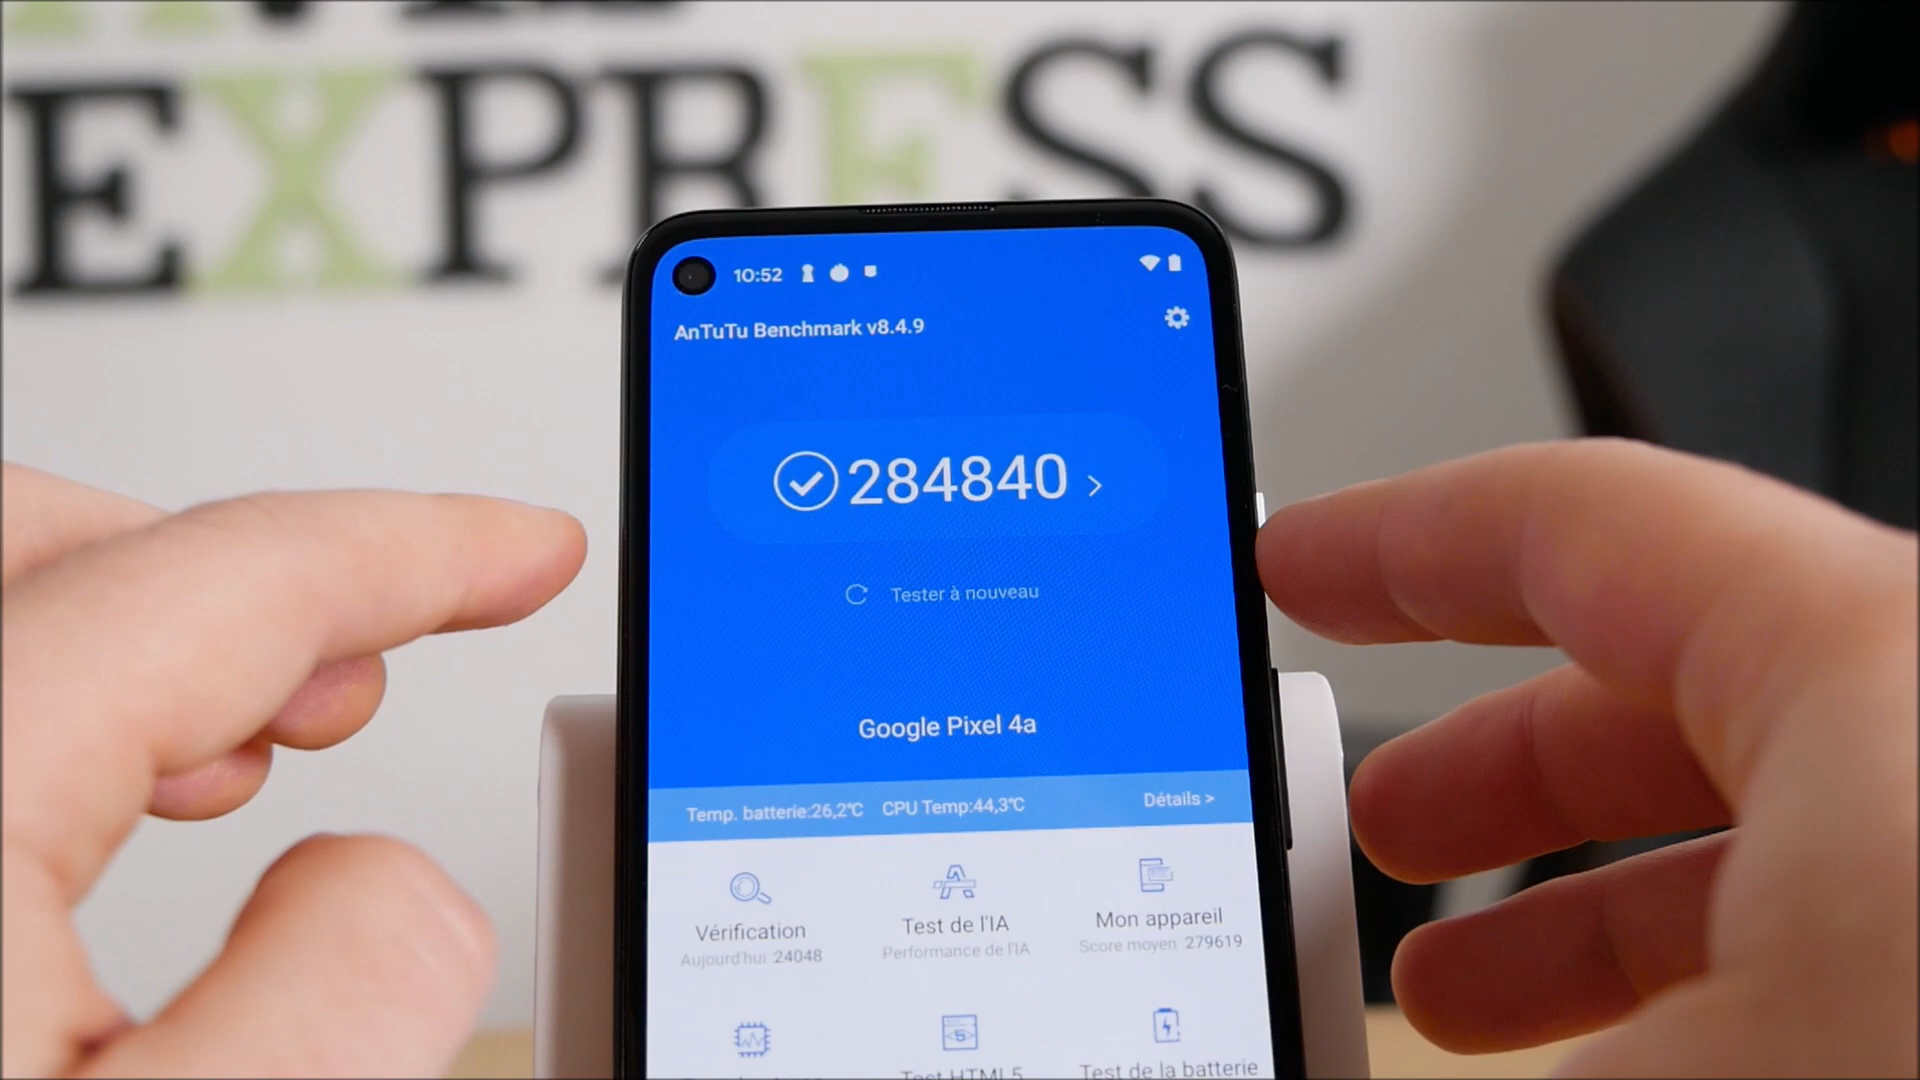 EXPRESS
10:52
AnTuTu Benchmark v8.4.9
284840 >
Tester à nouveau
Google Pixel 4a
Temp. batterie:26,2℃ CPU Temp:44,3℃ Détails >
Vérification Test de l'IA Mon appareil
Aujourd'hui :24048 Performance de l'IA Score moyen :279619
5
Test HTML5 Test de la batterie